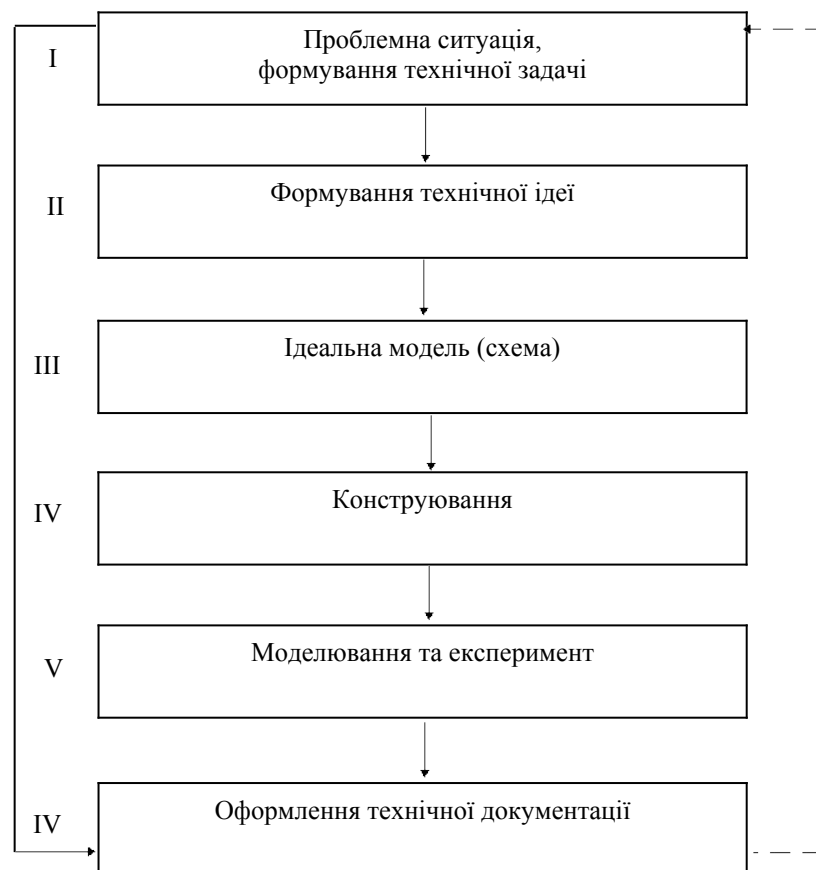 I
Проблемна ситуація,
формування технічної задачі
II
Формування технічної ідеї
III
Ідеальна модель (схема)
IV
Конструювання
V
Моделювання та експеримент
IV
Оформлення технічної документації